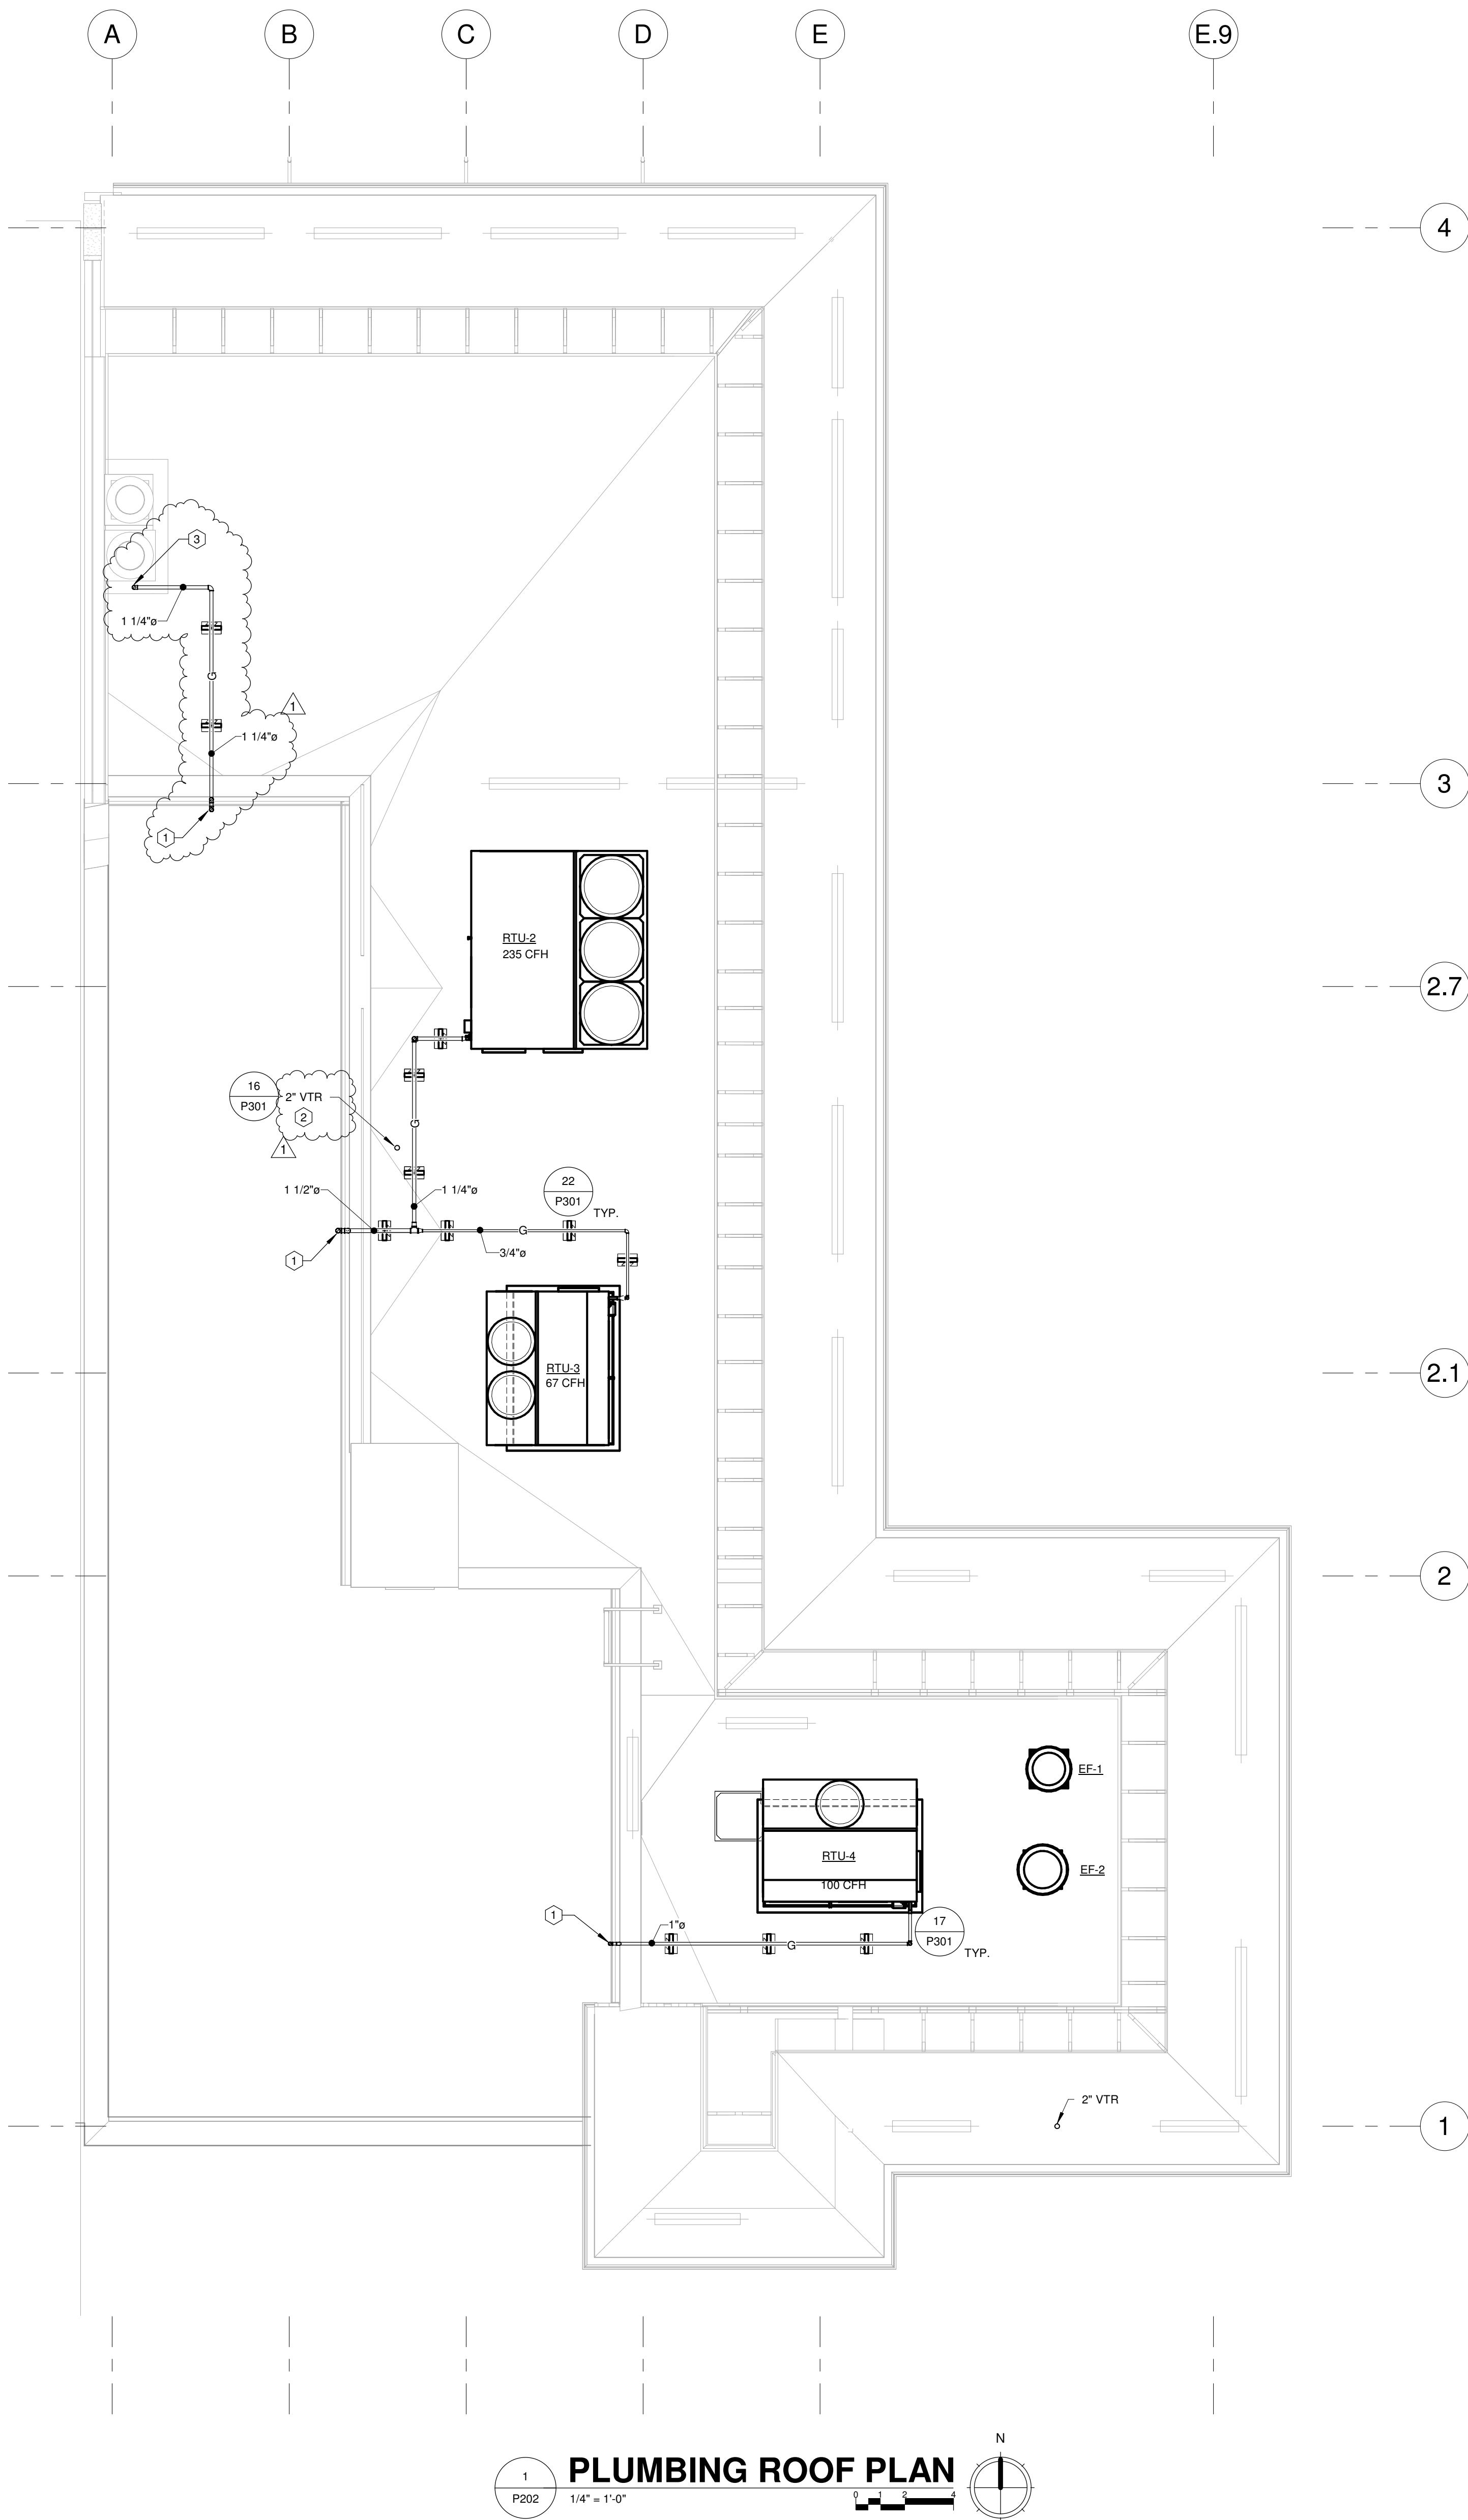 A
B
C
D
E
E.9
4
3
1 1/4"ø
G
1
1 1/4"ø
3
1
RTU-2
235 CFH
2.7
16
P301
2" VTR
2
1
G
1 1/2"ø
1 1/4"ø
22
P301
TYP.
G
3/4"ø
1
RTU-3
67 CFH
2.1
2
EF-1
RTU-4
100 CFH
EF-2
1
1"ø
G
17
P301
TYP.
2" VTR
1
N
1
P202
PLUMBING ROOF PLAN
1/4" = 1'-0"
0 1 2 4